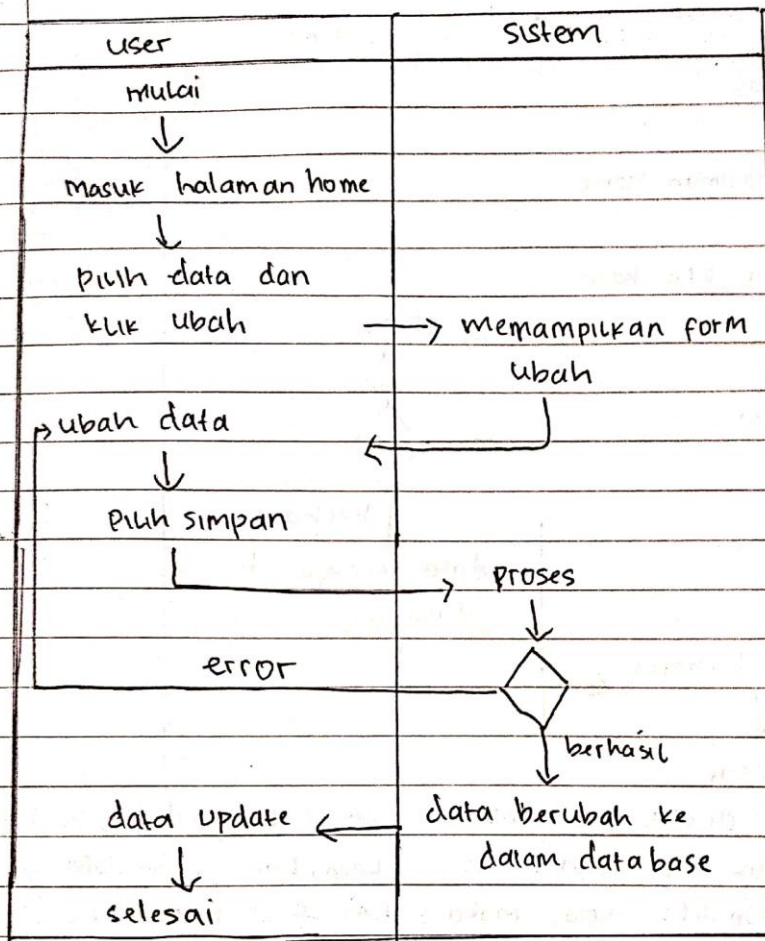 user
sistem
mulai
masuk halaman home
pilih data dan
klik ubah
memampilkan form
ubah
ubah data
pilih simpan
proses
error
berhasil
data update
data berubah ke
dalam database
selesai